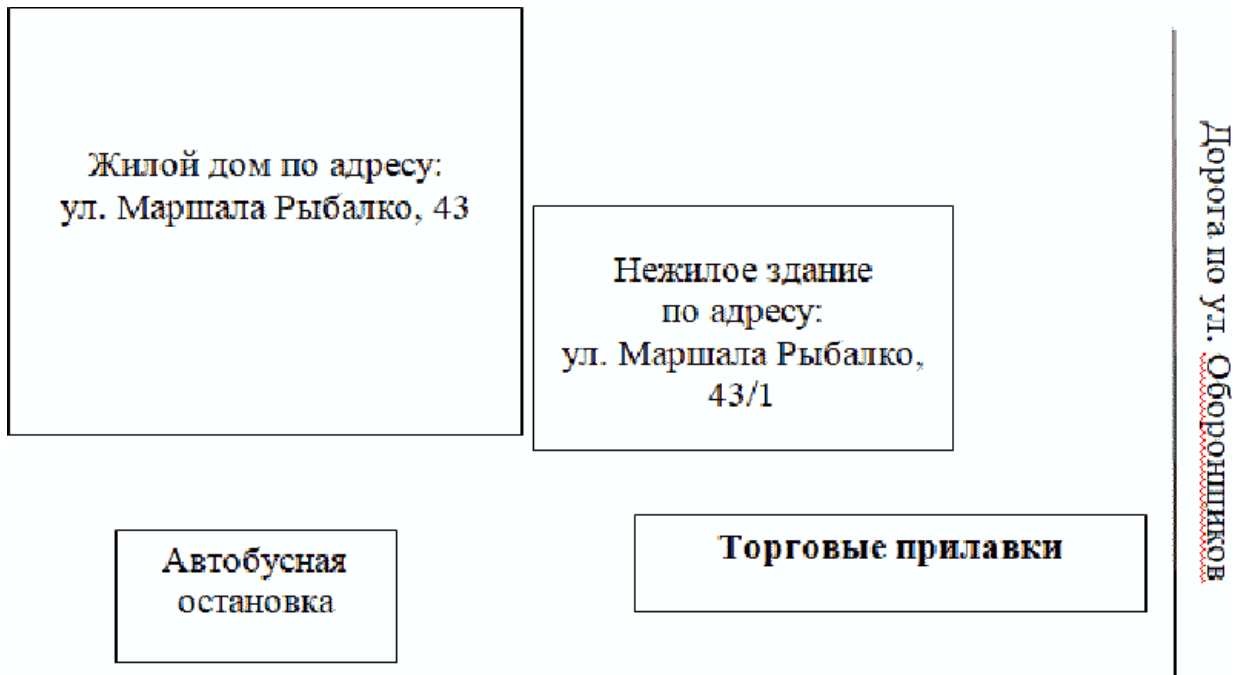 Жилой дом по адресу:
ул. Маршала Рыбалко, 43
Нежилое здание
по адресу:
ул. Маршала Рыбалко,
43/1
Автобусная
остановка
Торговые прилавки
Дорога по ул. Оборонщиков